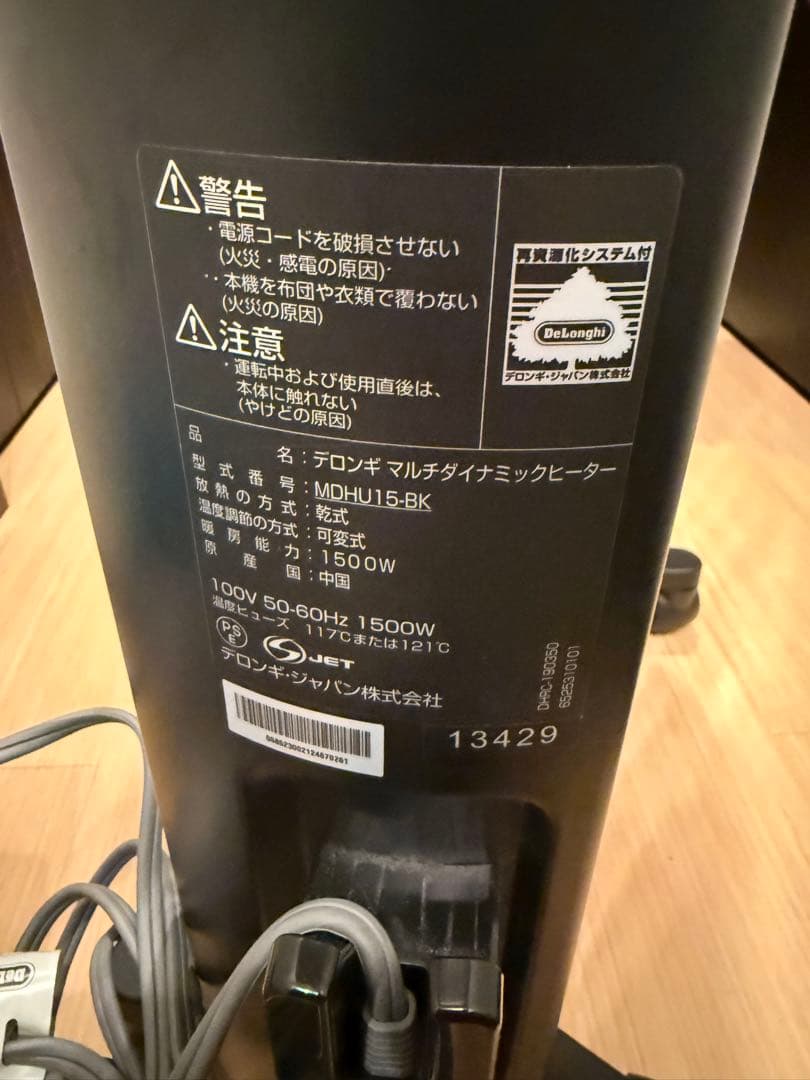 警告
・電源コードを破損させない
(火災・感電の原因)
・本機を布団や衣類で覆わない
(火災の原因)
注意
・運転中および使用直後は、
本体に触れない
(やけどの原因)
再資源化システム付
DeLonghi
デロンギ・ジャパン株式会社
品名：デロンギ マルチダイナミックヒーター
型式番号：MDHU15-BK
放熱の方式：乾式
温度調節の方式：可変式
暖房能力：1500W
原産国：中国
100V 50-60Hz 1500W
温度ヒューズ 117℃または121℃
PSE
JET
デロンギ・ジャパン株式会社
DHRC-190350
6525310101
13429